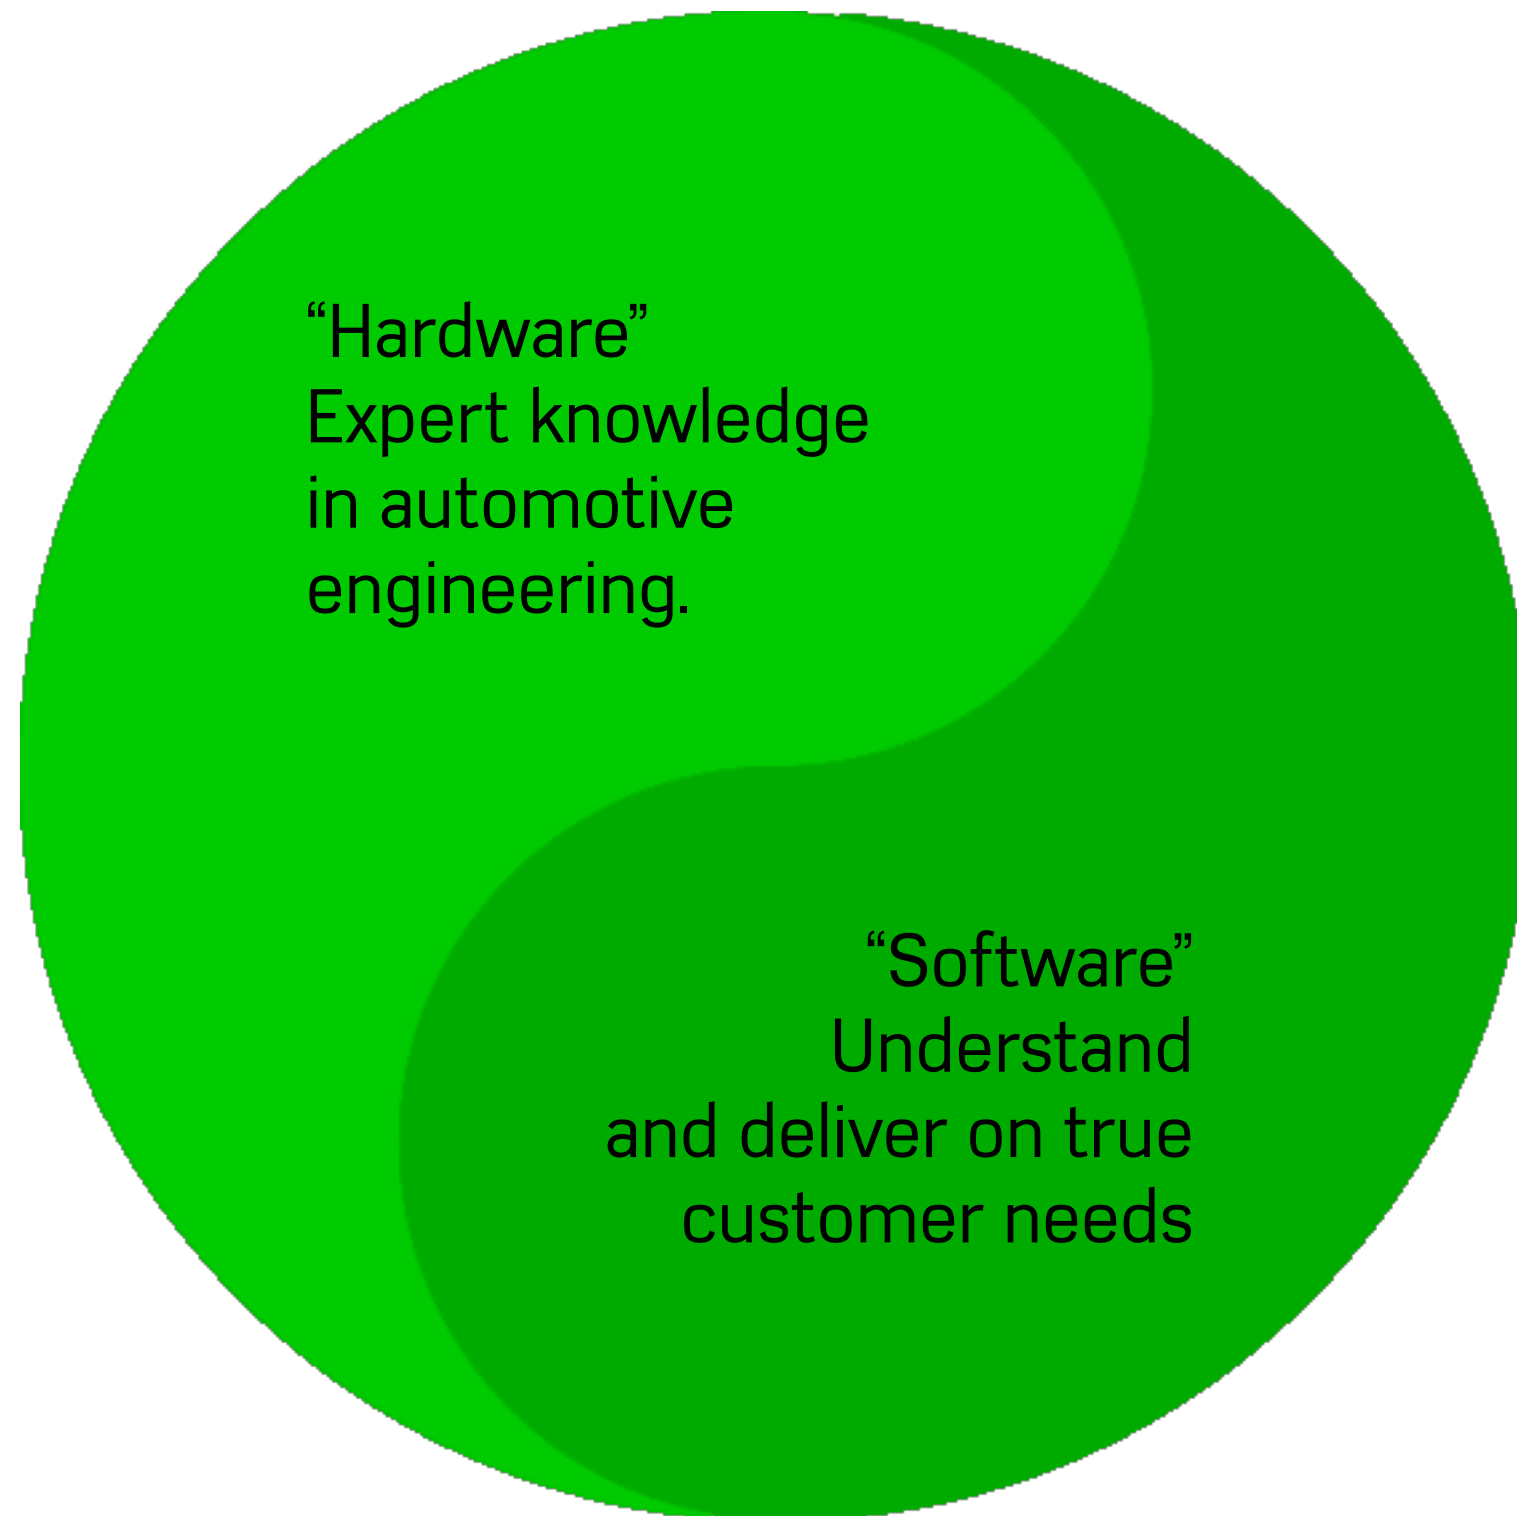 “Hardware”
Expert knowledge
in automotive
engineering.
“Software”
Understand
and deliver on true
customer needs